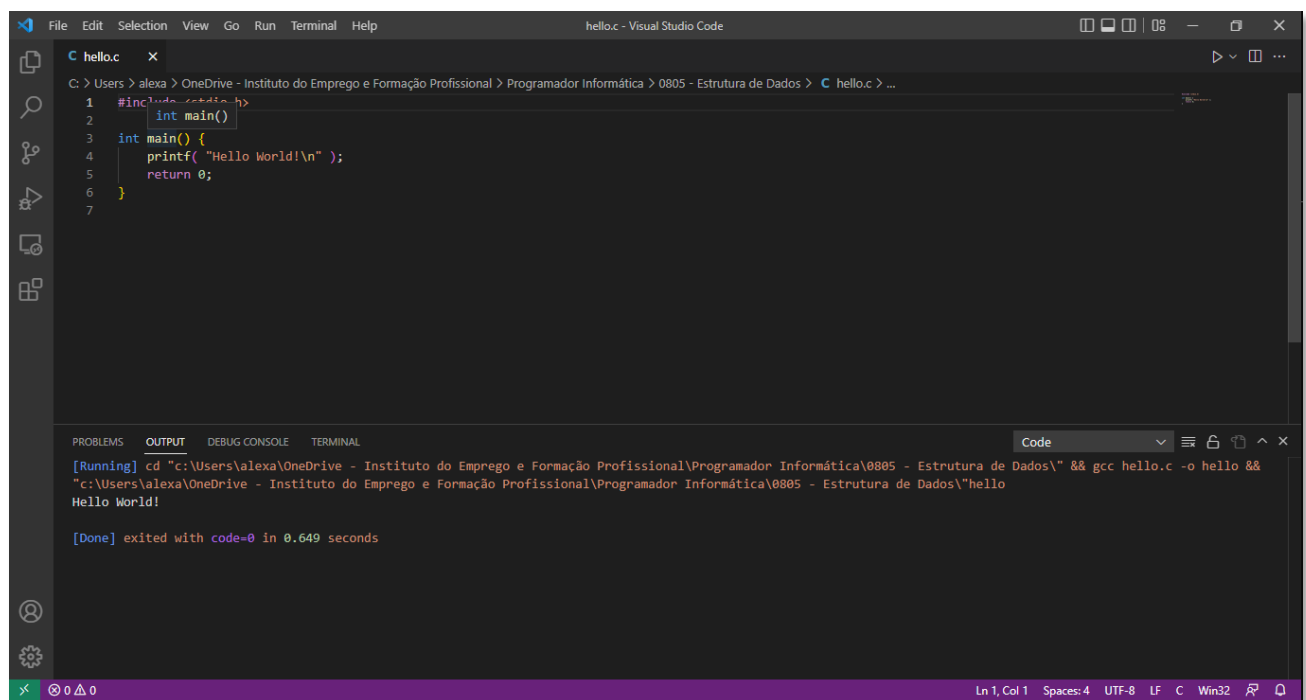 File Edit Selection View Go Run Terminal Help hello.c - Visual Studio Code
C hello.c
C: > Users > alexa > OneDrive - Instituto do Emprego e Formação Profissional > Programador Informática > 0805 - Estrutura de Dados > C hello.c > ...
1 #include <stdio.h>
int main()
2
3 int main() {
4 printf( "Hello World!\n" );
5 return 0;
6 }
7
PROBLEMS OUTPUT DEBUG CONSOLE TERMINAL Code
[Running] cd "c:\Users\alexa\OneDrive - Instituto do Emprego e Formação Profissional\Programador Informática\0805 - Estrutura de Dados\" && gcc hello.c -o hello &&
"c:\Users\alexa\OneDrive - Instituto do Emprego e Formação Profissional\Programador Informática\0805 - Estrutura de Dados\"hello
Hello World!
[Done] exited with code=0 in 0.649 seconds
0 0 Ln 1, Col 1 Spaces: 4 UTF-8 LF C Win32